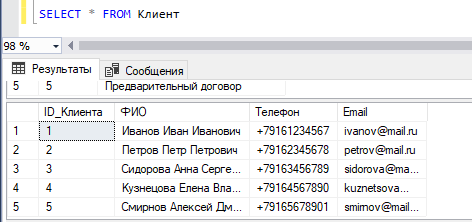 SELECT * FROM Клиент
98 %
Результаты Сообщения
5 5 Предварительный договор
ID_Клиента ФИО Телефон Email
1 1 Иванов Иван Иванович +79161234567 ivanov@mail.ru
2 2 Петров Петр Петрович +79162345678 petrov@mail.ru
3 3 Сидорова Анна Серге... +79163456789 sidorova@ma...
4 4 Кузнецова Елена Вла... +79164567890 kuznetsova...
5 5 Смирнов Алексей Дм... +79165678901 smirnov@mail...